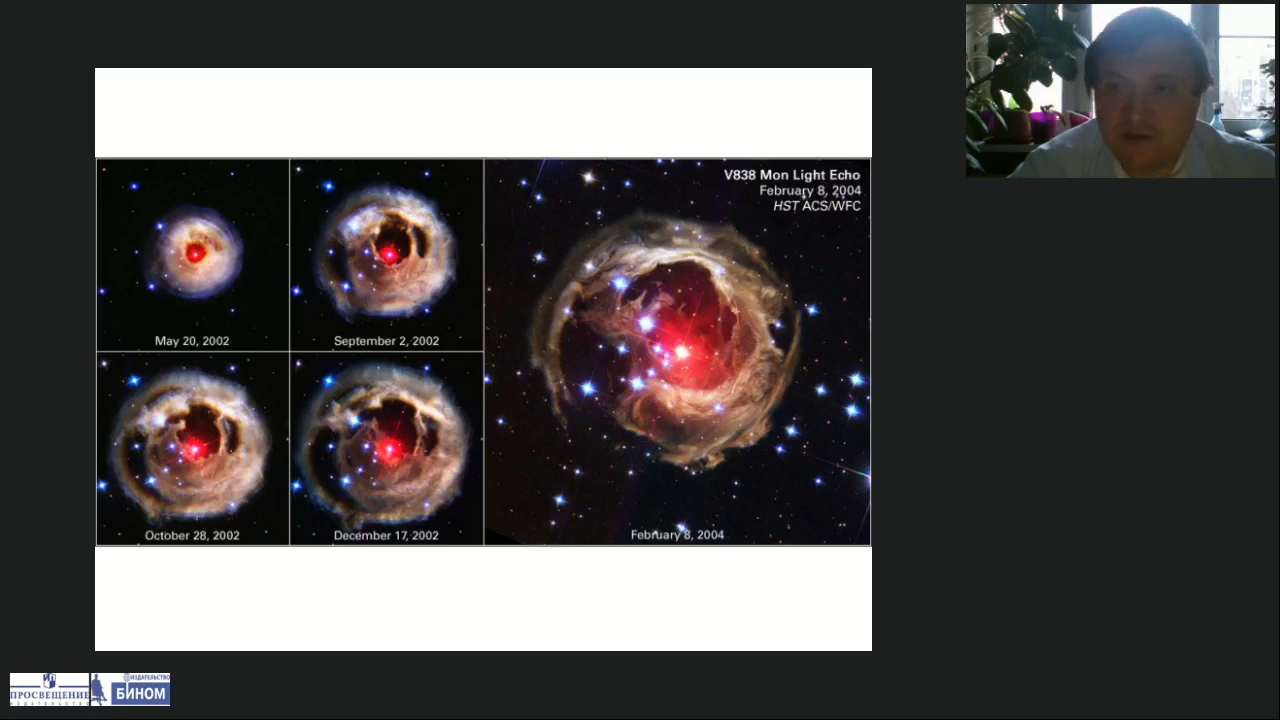 V838 Mon Light Echo
February 8, 2004
HST ACS/WFC
May 20, 2002
September 2, 2002
October 28, 2002
December 17, 2002
February 8, 2004
ПРОСВЕЩЕНИЕ
ИЗДАТЕЛЬСТВО
ИЗДАТЕЛЬСТВО
БИНОМ